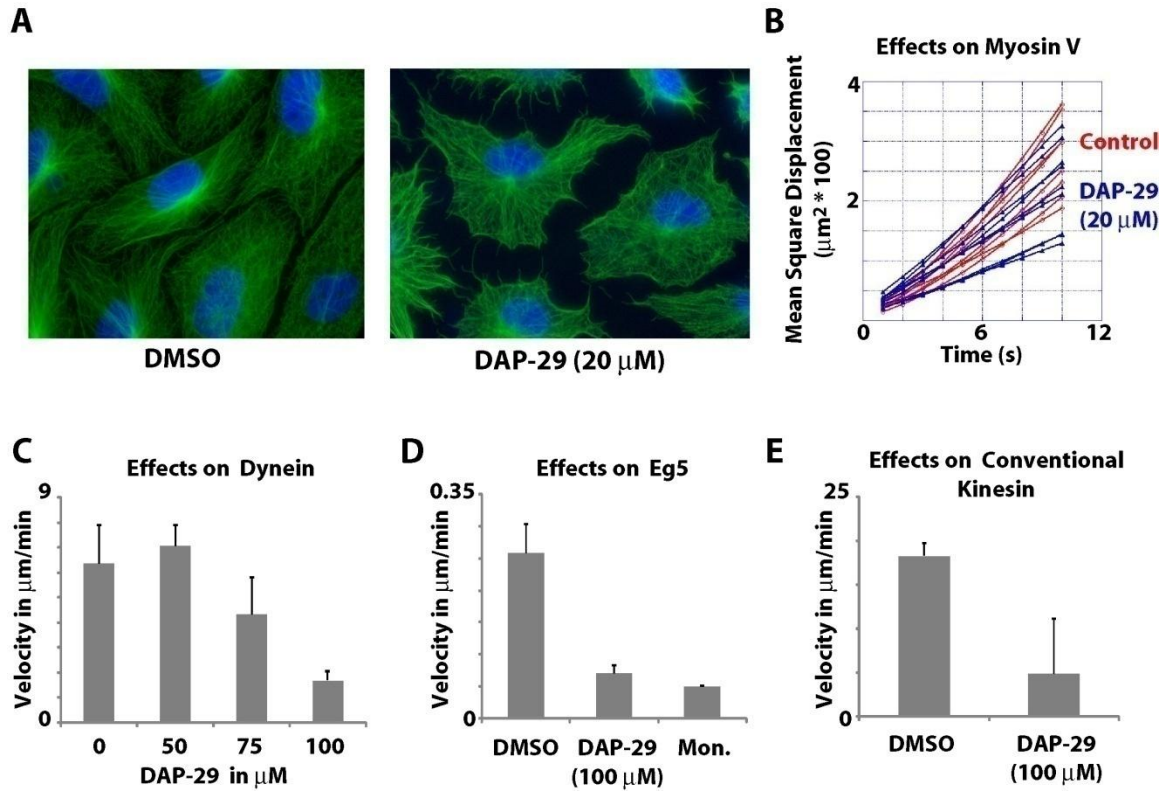 A
DMSO
DAP-29 (20 μM)
B
Effects on Myosin V
Mean Square Displacement
(μm² * 100)
4
2
0
6
12
Time (s)
Control
DAP-29
(20 μM)
C
Effects on Dynein
Velocity in μm/min
9
0
0 50 75 100
DAP-29 in μM
D
Effects on Eg5
Velocity in μm/min
0.35
0
DMSO DAP-29 Mon.
(100 μM)
E
Effects on Conventional
Kinesin
Velocity in μm/min
25
0
DMSO DAP-29
(100 μM)